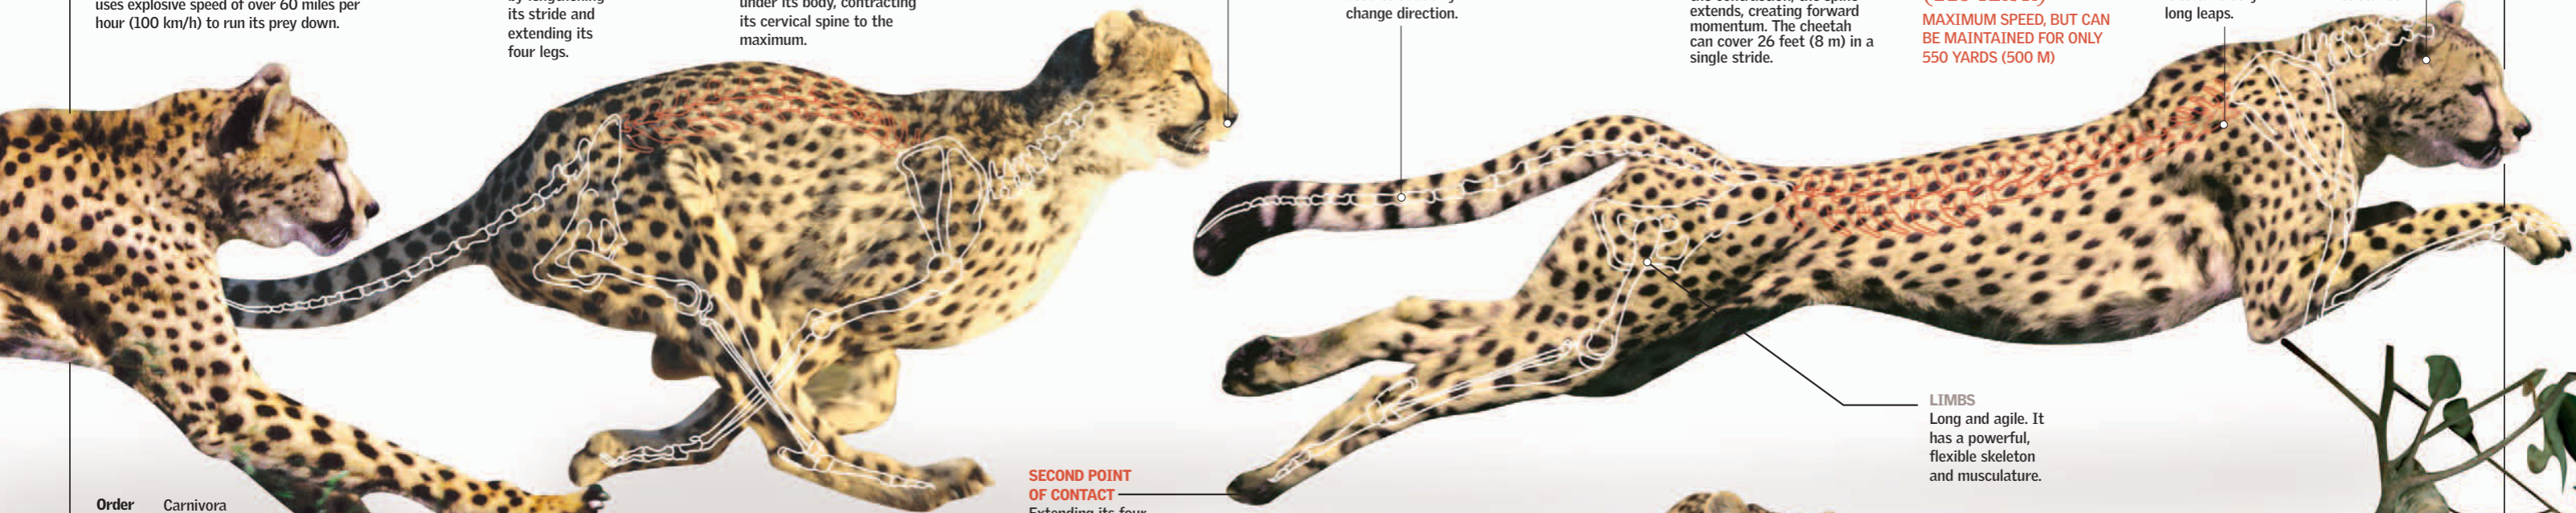 uses explosive speed of over 60 miles per
hour (100 km/h) to run its prey down.
its stride and
extending its
four legs.
under its body, contracting
its cervical spine to the
maximum.
change direction.
extends, creating forward
momentum. The cheetah
can cover 26 feet (8 m) in a
single stride.
MAXIMUM SPEED, BUT CAN
BE MAINTAINED FOR ONLY
550 YARDS (500 M)
long leaps.
LIMBS
Long and agile. It
has a powerful,
flexible skeleton
and musculature.
SECOND POINT
OF CONTACT
Extending its four
Order Carnivora